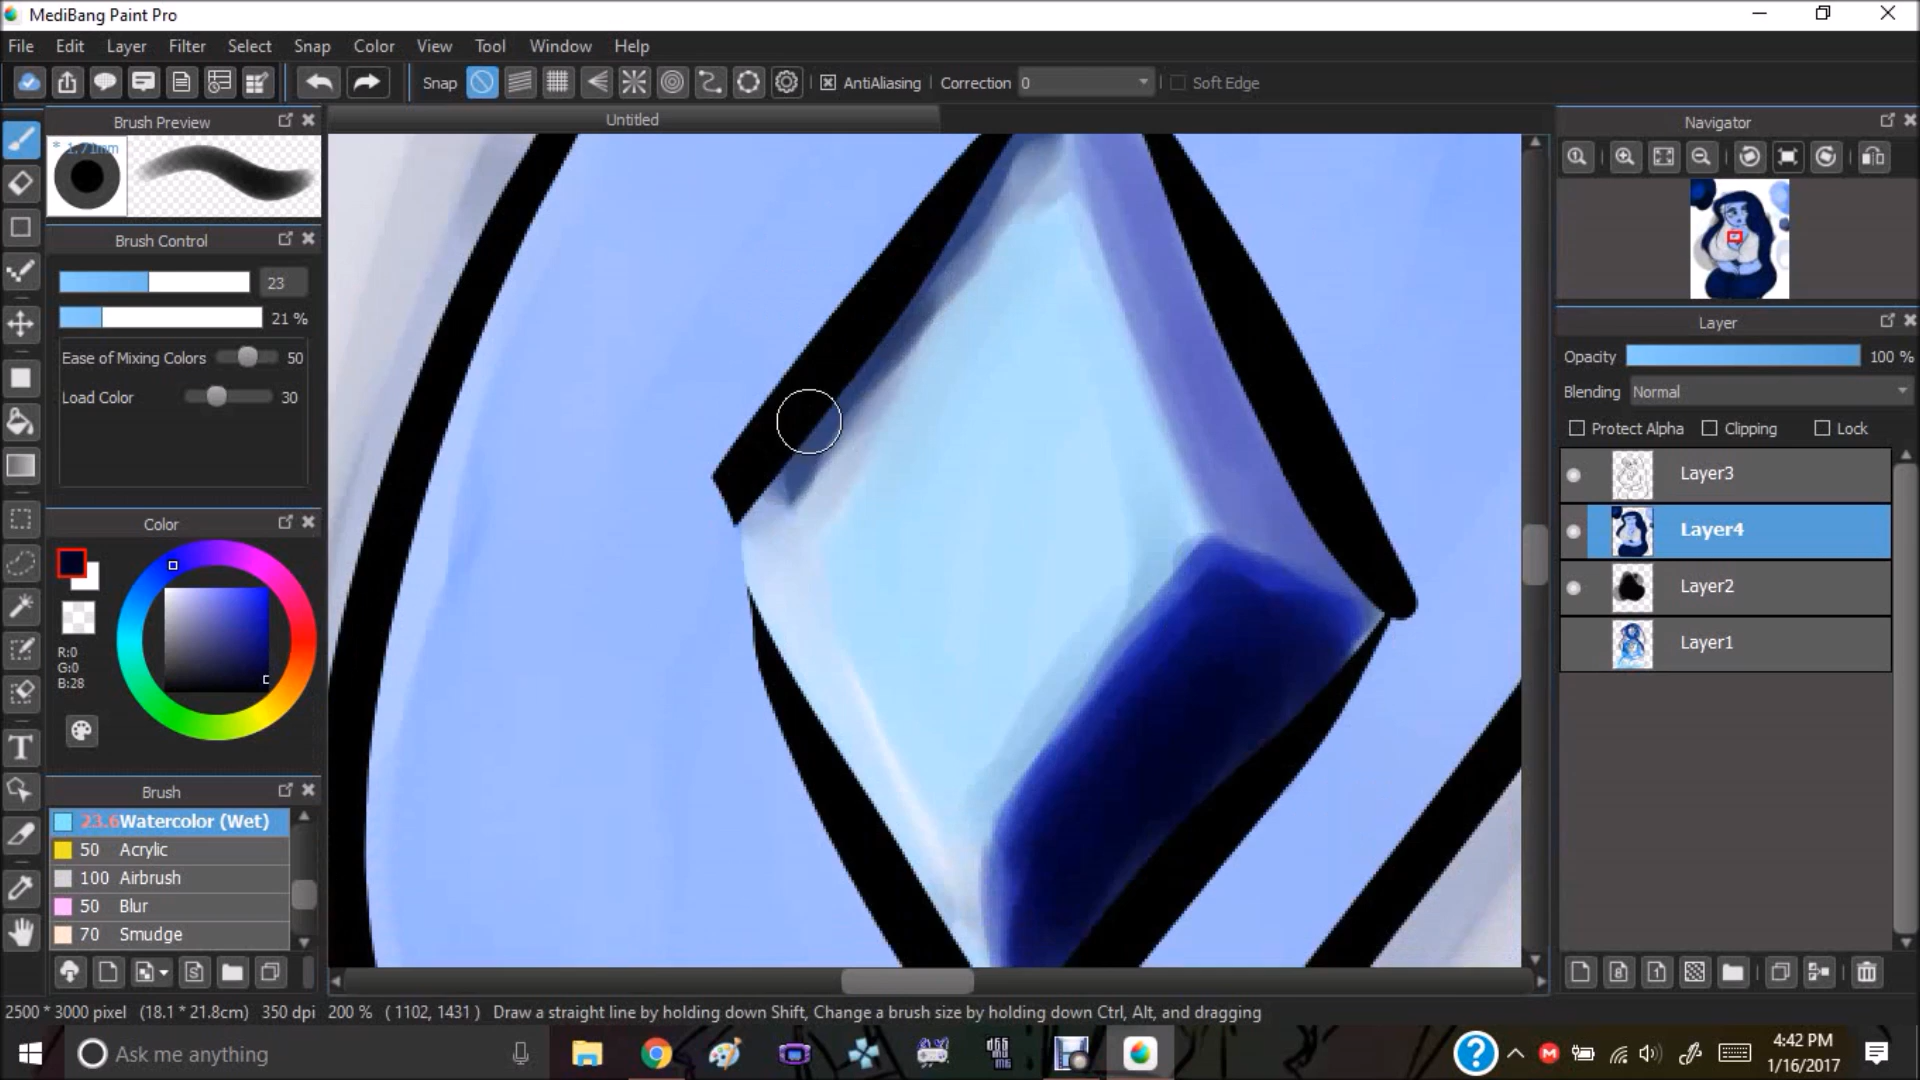 MediBang Paint Pro
File Edit Layer Filter Select Snap Color View Tool Window Help
Snap AntiAliasing Correction 0 Soft Edge
Brush Preview
* 1.71mm
Brush Control
23
21 %
Ease of Mixing Colors 50
Load Color 30
Color
R:0
G:0
B:28
Brush
23.6 Watercolor (Wet)
50 Acrylic
100 Airbrush
50 Blur
70 Smudge
Untitled
Navigator
Layer
Opacity 100 %
Blending Normal
Protect Alpha Clipping Lock
Layer3
Layer4
Layer2
Layer1
2500 * 3000 pixel (18.1 * 21.8cm) 350 dpi 200 % ( 1102, 1431 ) Draw a straight line by holding down Shift, Change a brush size by holding down Ctrl, Alt, and dragging
Ask me anything
4:42 PM
1/16/2017